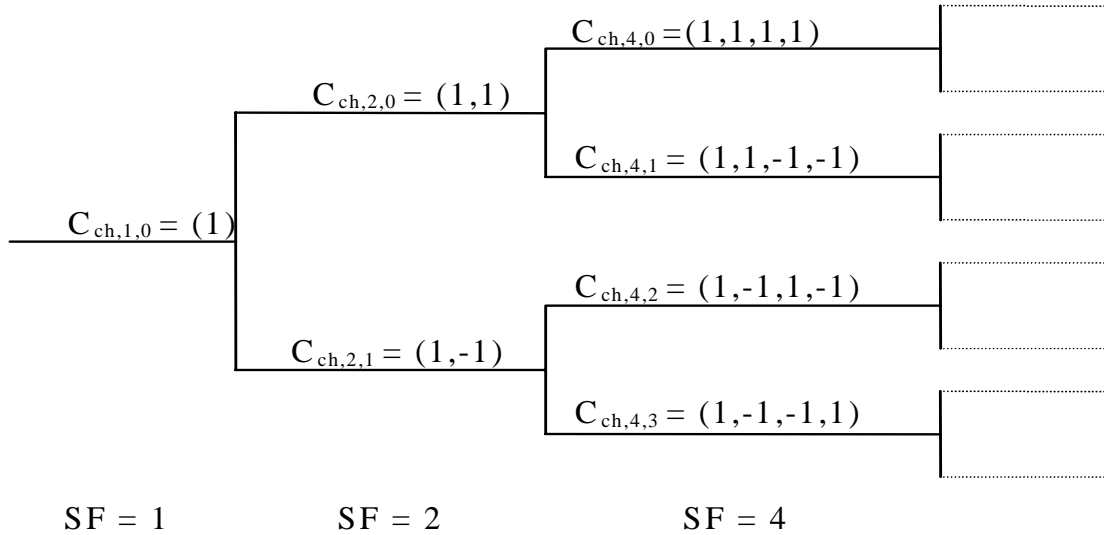 C ch,4,0 =(1,1,1,1)
C ch,2,0 = (1,1)
C ch,4,1 = (1,1,-1,-1)
C ch,1,0 = (1)
C ch,4,2 = (1,-1,1,-1)
C ch,2,1 = (1,-1)
C ch,4,3 = (1,-1,-1,1)
SF = 1 SF = 2 SF = 4